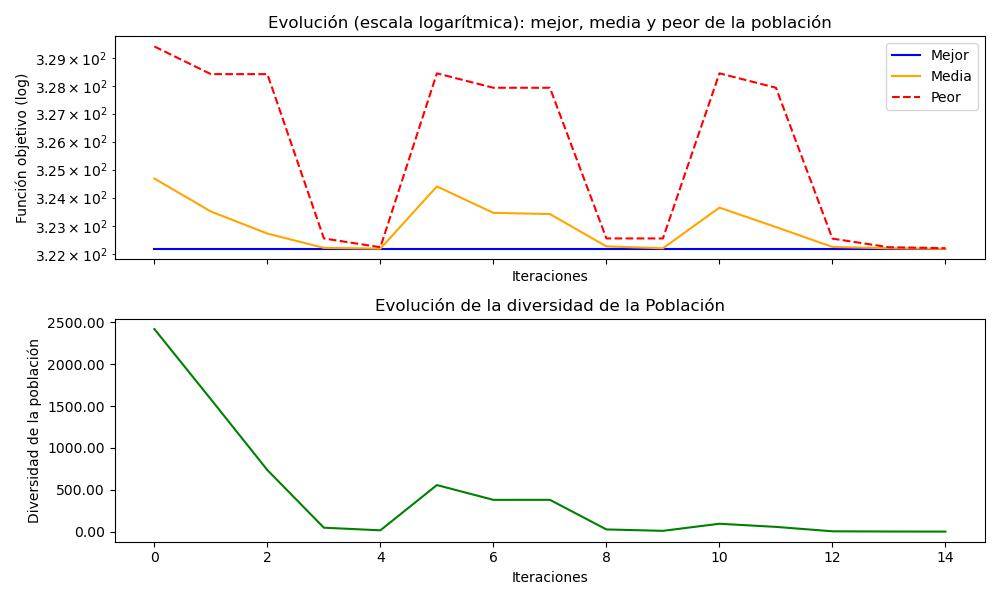 Evolución (escala logarítmica): mejor, media y peor de la población
Función objetivo (log)
3.29 × 10²
3.28 × 10²
3.27 × 10²
3.26 × 10²
3.25 × 10²
3.24 × 10²
3.23 × 10²
3.22 × 10²
Mejor
Media
Peor
Iteraciones
Evolución de la diversidad de la Población
Diversidad de la población
2500.00
2000.00
1500.00
1000.00
500.00
0.00
0 2 4 6 8 10 12 14
Iteraciones